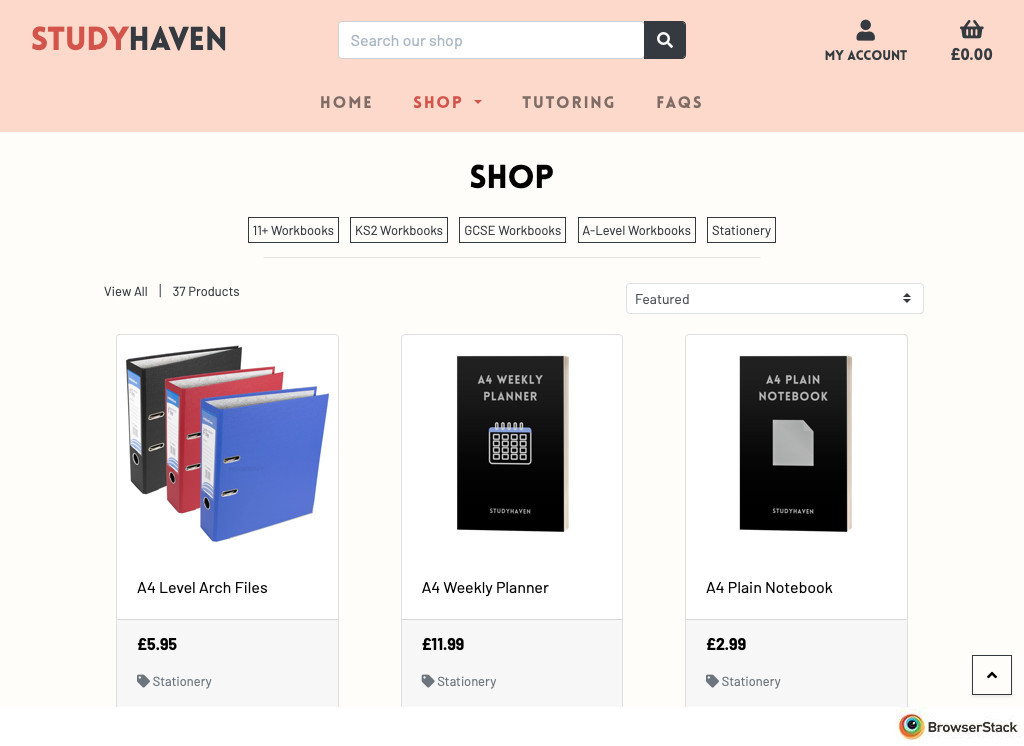 STUDYHAVEN
Search our shop
MY ACCOUNT
£0.00
HOME
SHOP
TUTORING
FAQS
SHOP
11+ Workbooks
KS2 Workbooks
GCSE Workbooks
A-Level Workbooks
Stationery
View All | 37 Products
Featured
A4 WEEKLY
PLANNER
STUDYHAVEN
A4 PLAIN
NOTEBOOK
STUDYHAVEN
A4 Level Arch Files
A4 Weekly Planner
A4 Plain Notebook
£5.95
£11.99
£2.99
Stationery
Stationery
Stationery
BrowserStack